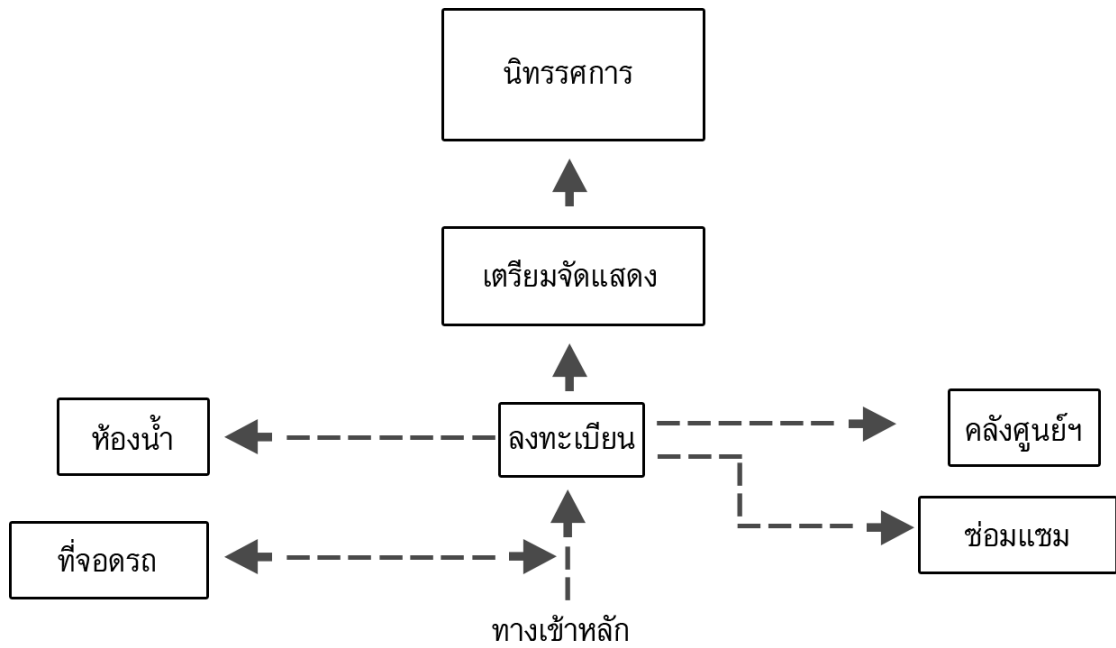 นิทรรศการ
เตรียมจัดแสดง
ห้องน้ำ
ลงทะเบียน
คลังศูนย์ฯ
ที่จอดรถ
ซ่อมแซม
ทางเข้าหลัก